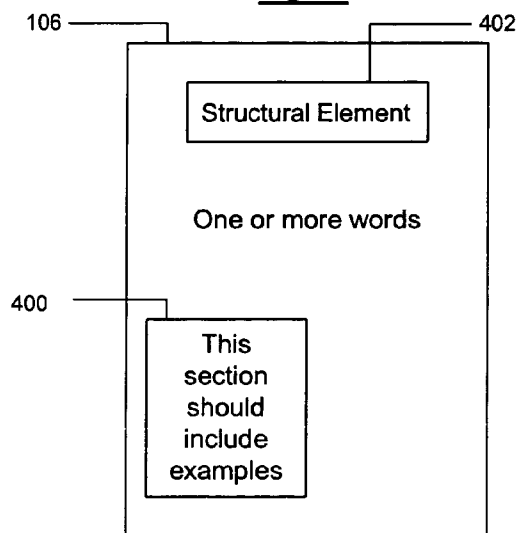 106
402
Structural Element
One or more words
400
This
section
should
include
examples